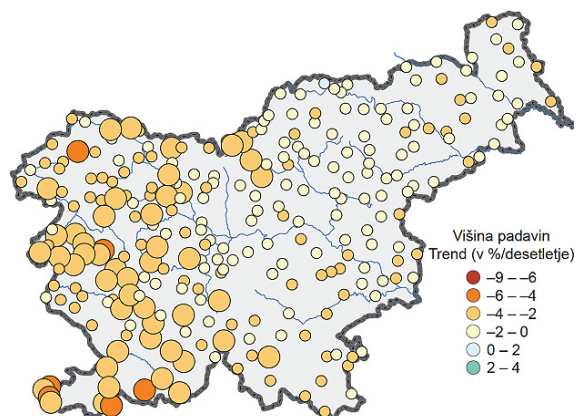 Višina padavin
Trend (v %/desetletje)
−9 – −6
−6 – −4
−4 – −2
−2 – 0
0 – 2
2 – 4